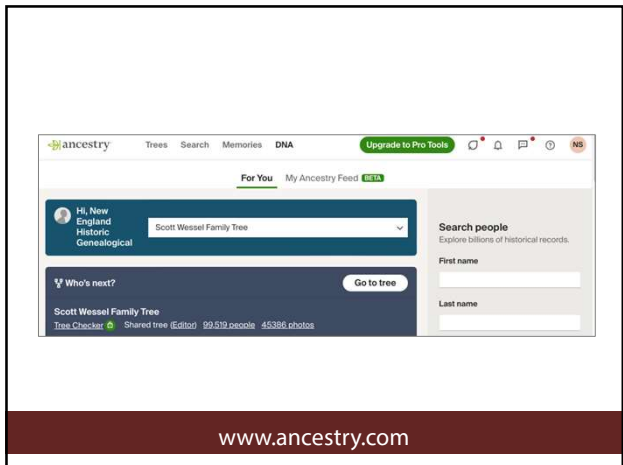 ancestry Trees Search Memories DNA Upgrade to Pro Tools NS
For You My Ancestry Feed BETA
Hi, New
England
Historic
Genealogical
Scott Wessel Family Tree
Who's next? Go to tree
Scott Wessel Family Tree
Tree Checker Shared tree (Editor) 99,519 people 45386 photos
Search people
Explore billions of historical records.
First name
Last name
www.ancestry.com